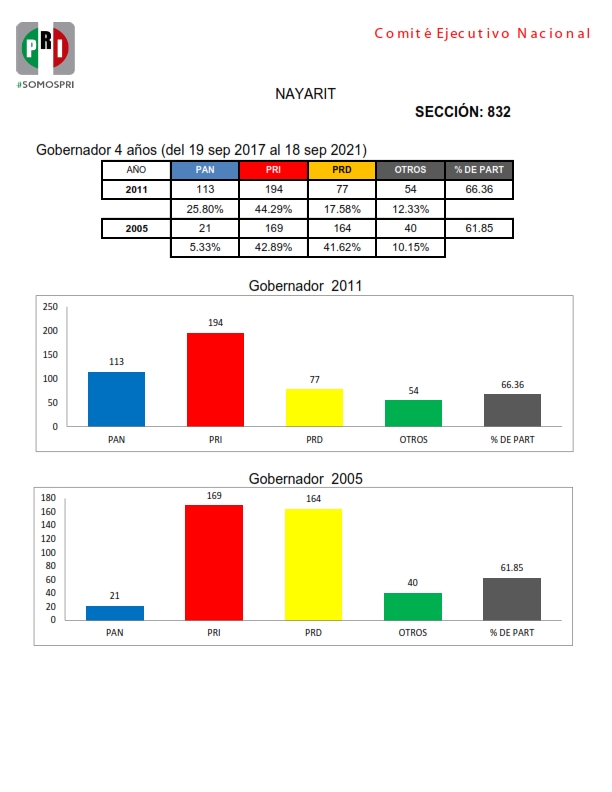 Comité Ejecutivo Nacional
PRI
#SOMOSPRI
NAYARIT
SECCIÓN: 832
Gobernador 4 años (del 19 sep 2017 al 18 sep 2021)
AÑO PAN PRI PRD OTROS % DE PART
2011 113 194 77 54 66.36
25.80% 44.29% 17.58% 12.33%
2005 21 169 164 40 61.85
5.33% 42.89% 41.62% 10.15%
Gobernador 2011
250
200
150
100
50
0
113 194 77 54 66.36
PAN PRI PRD OTROS % DE PART
Gobernador 2005
180
160
140
120
100
80
60
40
20
0
21 169 164 40 61.85
PAN PRI PRD OTROS % DE PART